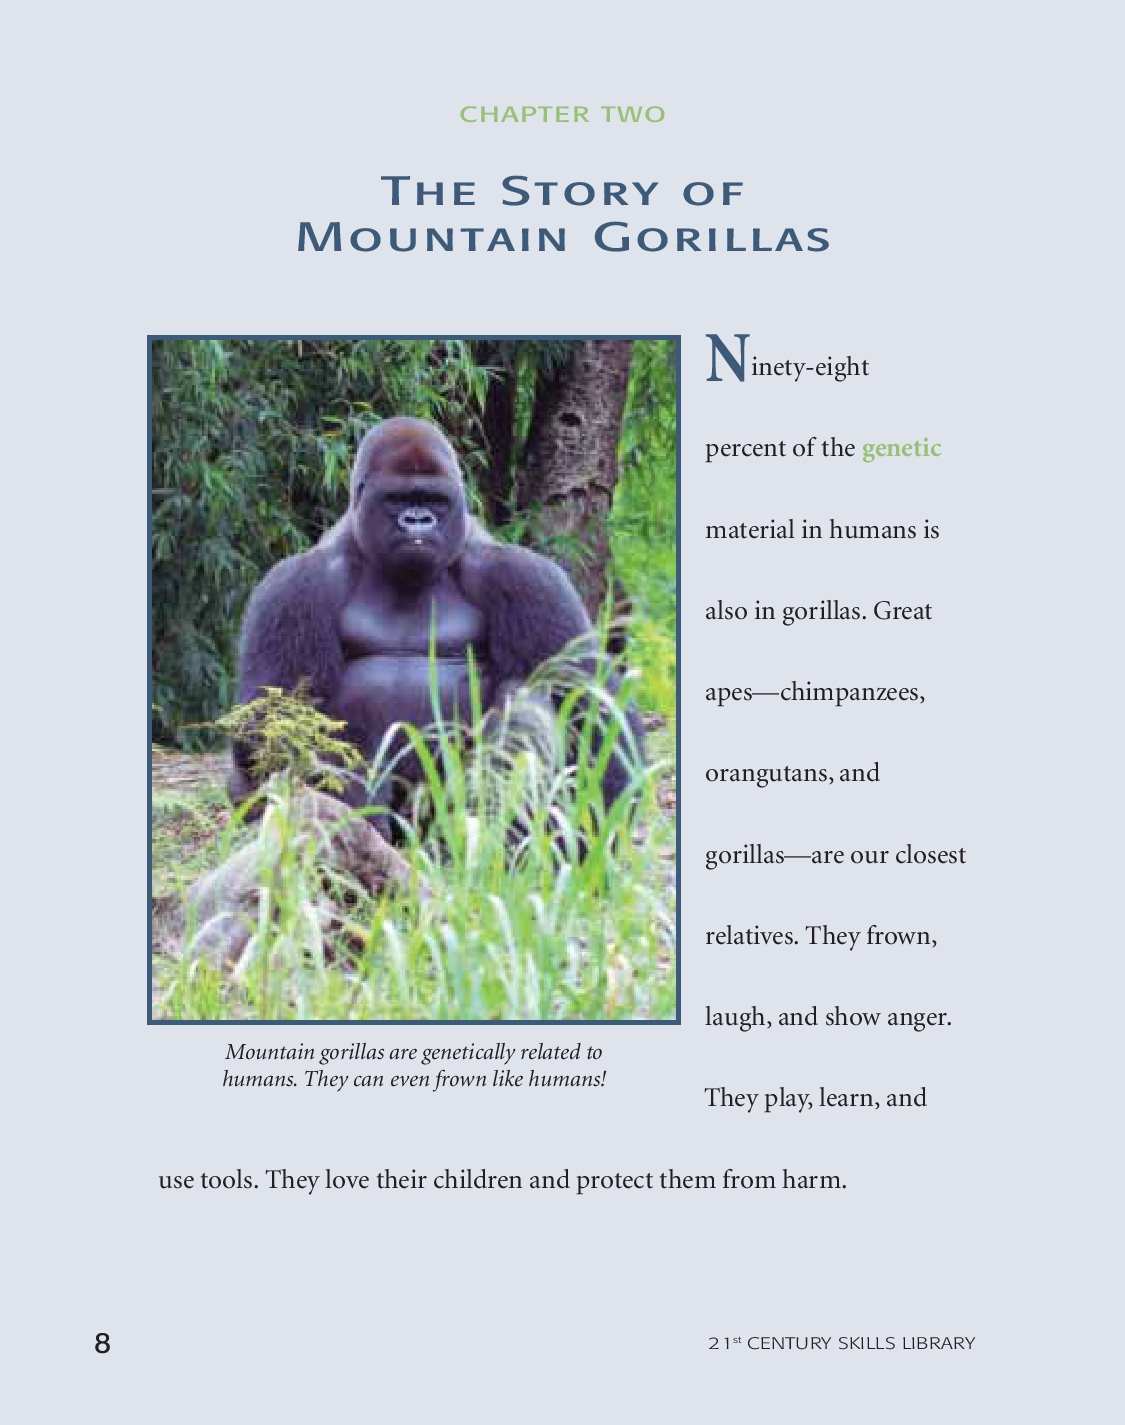 CHAPTER TWO
THE STORY OF
MOUNTAIN GORILLAS
Ninety-eight
percent of the genetic
material in humans is
also in gorillas. Great
apes—chimpanzees,
orangutans, and
gorillas—are our closest
relatives. They frown,
laugh, and show anger.
They play, learn, and
use tools. They love their children and protect them from harm.
Mountain gorillas are genetically related to
humans. They can even frown like humans!
8
21st CENTURY SKILLS LIBRARY